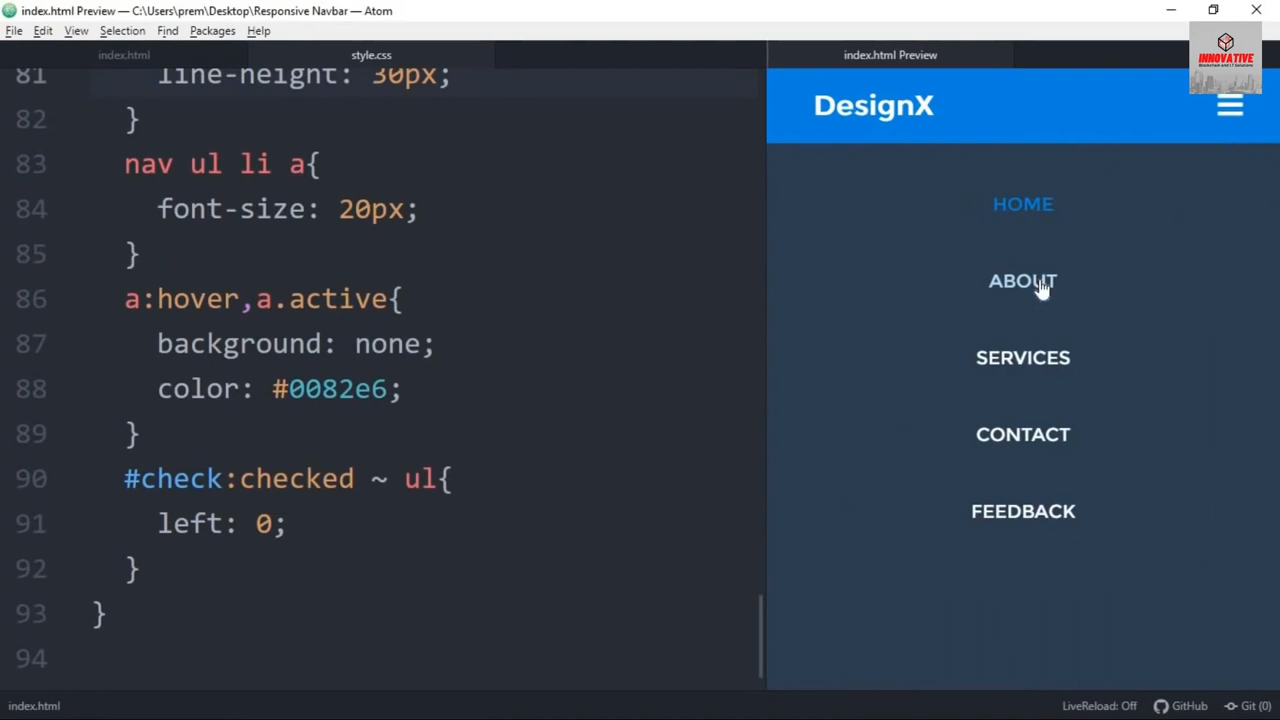 index.html Preview — C:\Users\prem\Desktop\Responsive Navbar — Atom
File Edit View Selection Find Packages Help
index.html style.css index.html Preview
INNOVATIVE
Blockchain and I.T Solutions
81 line-height: 30px;
82 }
83 nav ul li a{
84 font-size: 20px;
85 }
86 a:hover,a.active{
87 background: none;
88 color: #0082e6;
89 }
90 #check:checked ~ ul{
91 left: 0;
92 }
93 }
94
DesignX
HOME
ABOUT
SERVICES
CONTACT
FEEDBACK
index.html LiveReload: Off GitHub Git (0)